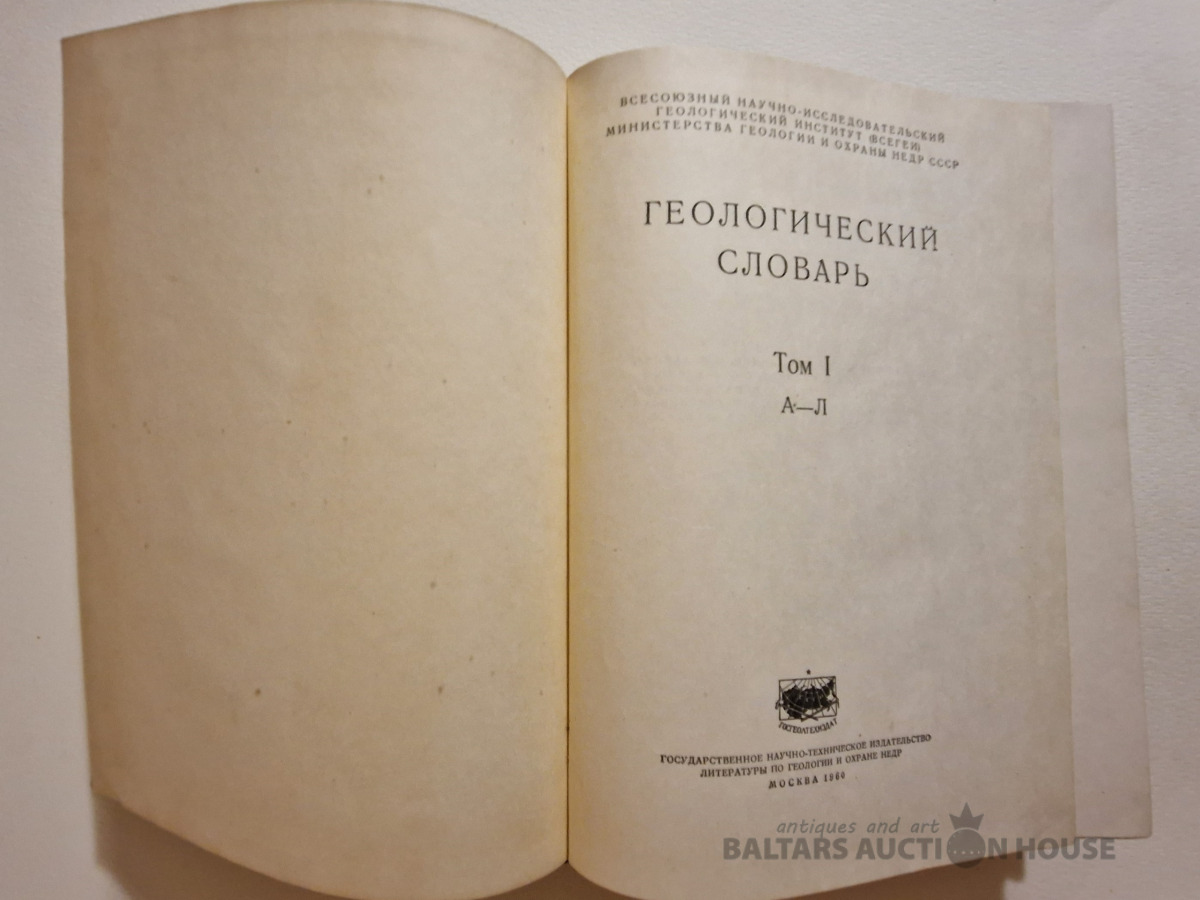 ВСЕСОЮЗНЫЙ НАУЧНО-ИССЛЕДОВАТЕЛЬСКИЙ
ГЕОЛОГИЧЕСКИЙ ИНСТИТУТ (ВСЕГЕИ)
МИНИСТЕРСТВА ГЕОЛОГИИ И ОХРАНЫ НЕДР СССР
ГЕОЛОГИЧЕСКИЙ
СЛОВАРЬ
Том I
А—Л
ГОСГЕОЛТЕХИЗДАТ
ГОСУДАРСТВЕННОЕ НАУЧНО-ТЕХНИЧЕСКОЕ ИЗДАТЕЛЬСТВО
ЛИТЕРАТУРЫ ПО ГЕОЛОГИИ И ОХРАНЕ НЕДР
МОСКВА 1960
antiques and art
BALTARS AUCTION HOUSE